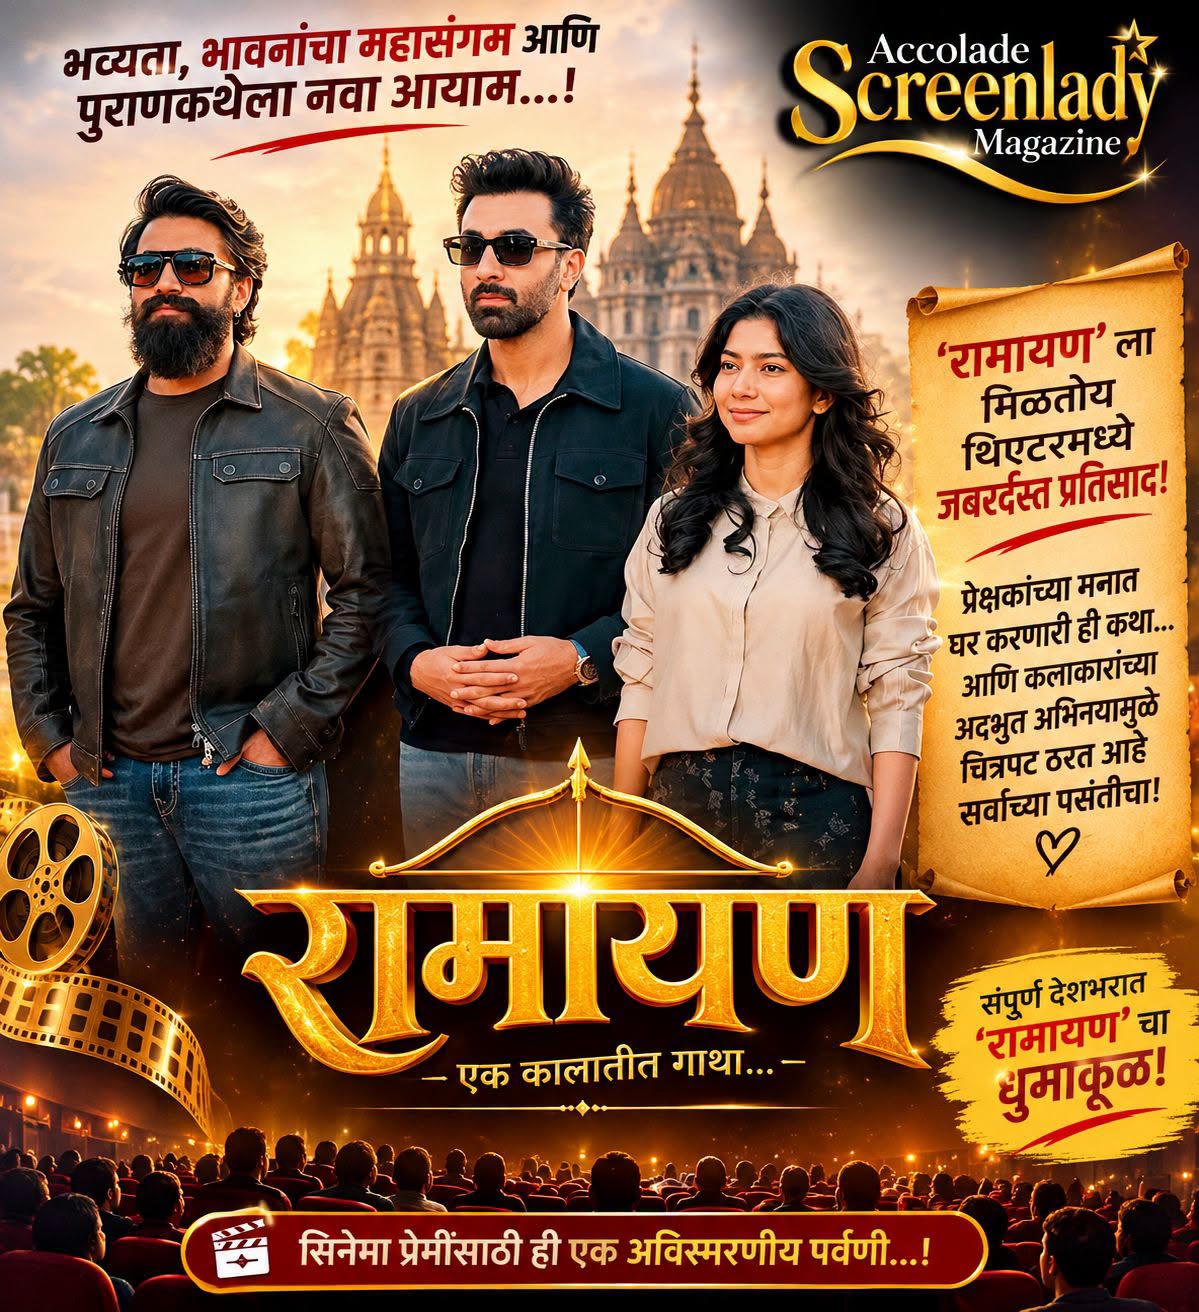 भव्यता, भावनांचा महासंगम आणि
पुराणकथेला नवा आयाम...!
Accolade
Screenlady
Magazine
‘रामायण’ ला
मिळतोय
थिएटरमध्ये
जबरदस्त प्रतिसाद!
प्रेक्षकांच्या मनात
घर करणारी ही कथा...
आणि कलाकारांच्या
अदभुत अभिनयामुळे
चित्रपट ठरत आहे
सर्वाच्या पसंतीचा!
रामायण
एक कालातीत गाथा...
संपुर्ण देशभरात
‘रामायण’ चा
धुमाकूळ!
सिनेमा प्रेमींसाठी ही एक अविस्मरणीय पर्वणी...!